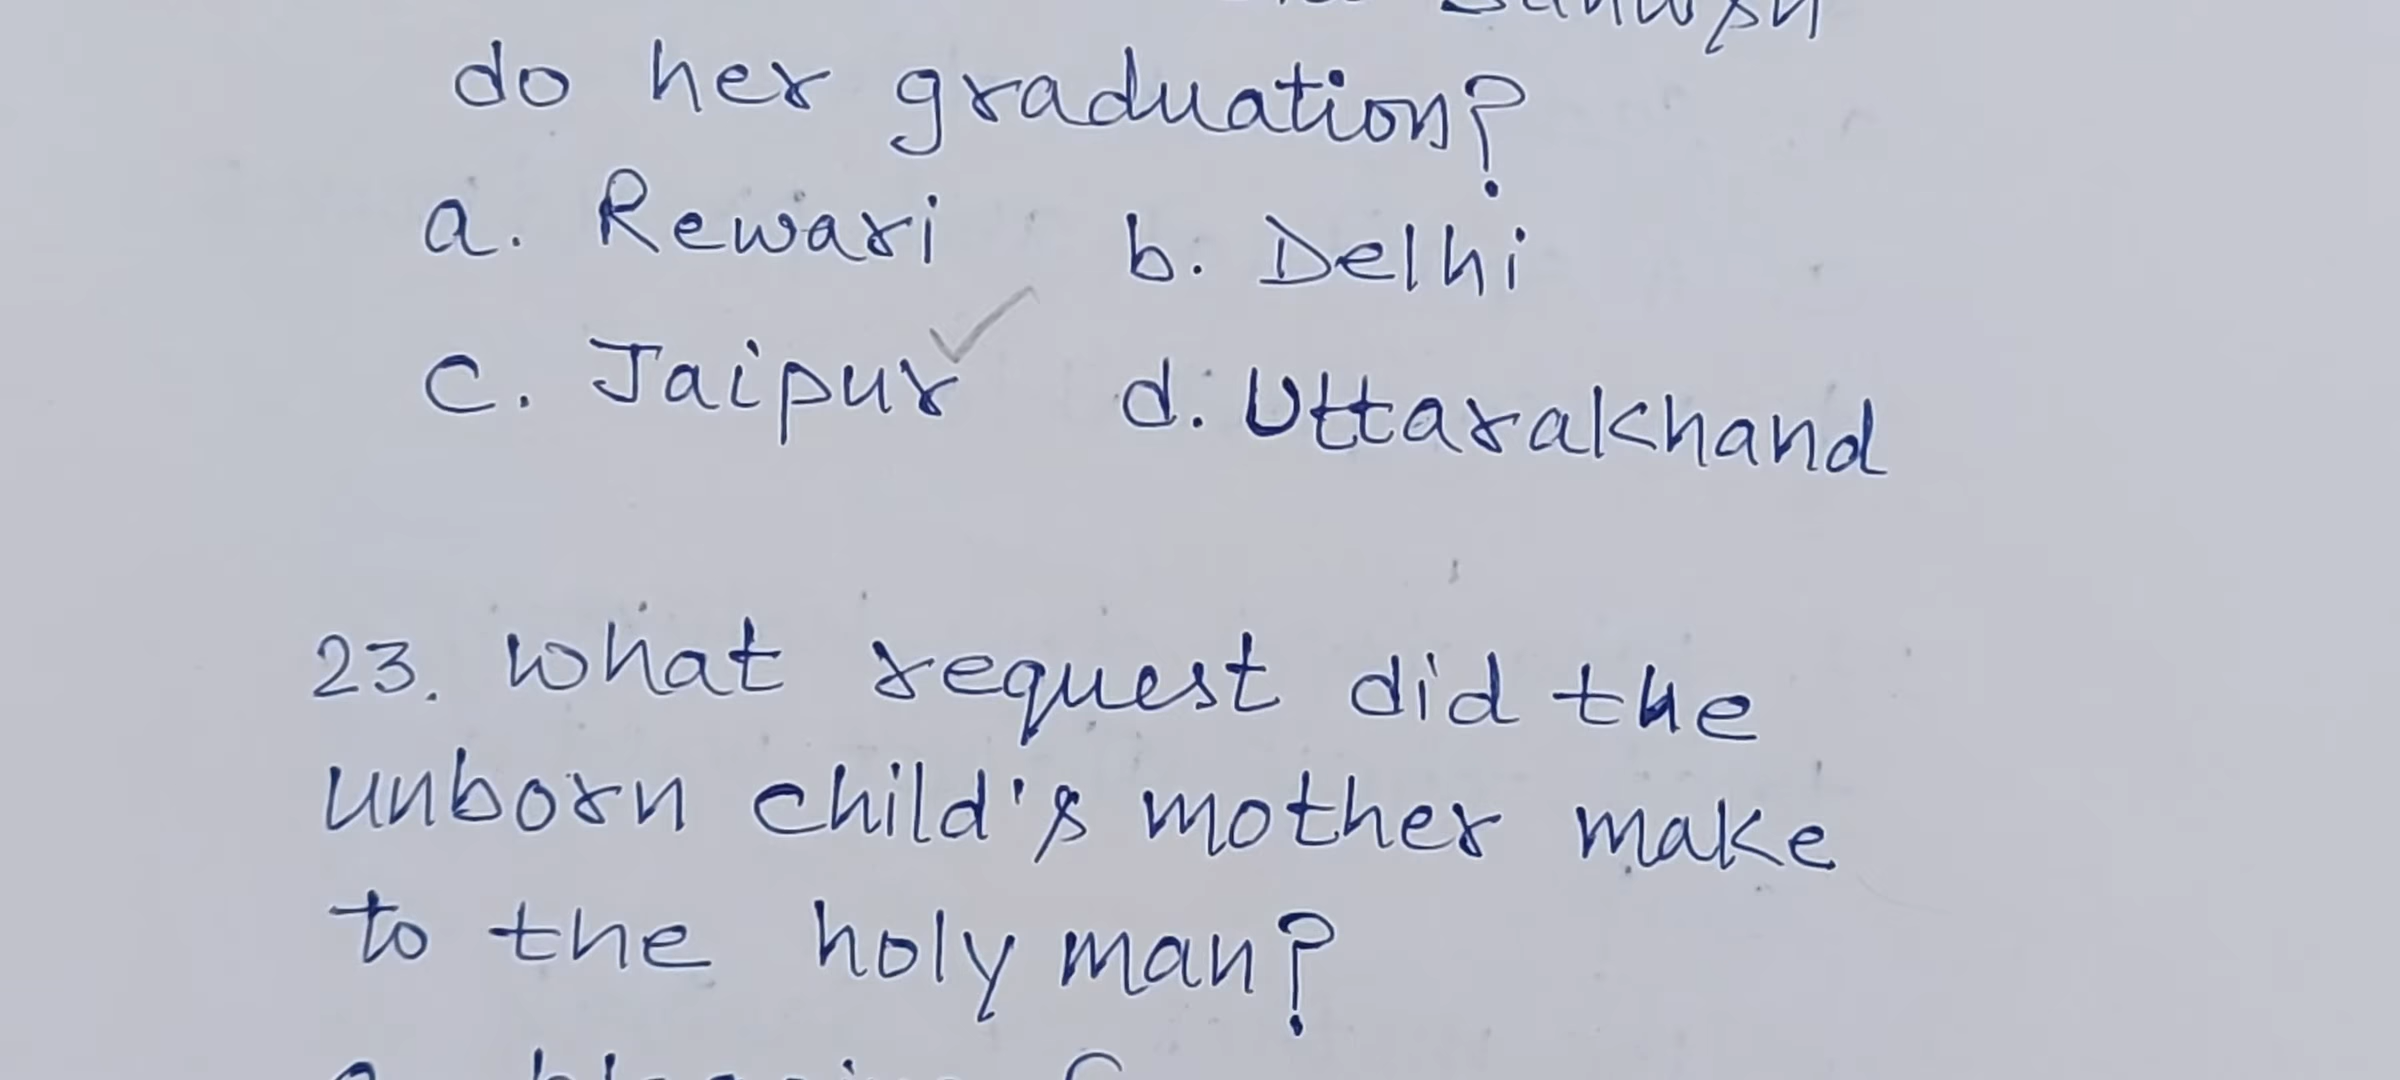 do her graduation?
a. Rewari b. Delhi
c. Jaipur ✓ d. Uttarakhand
23. What request did the
unborn child's mother make
to the holy man?